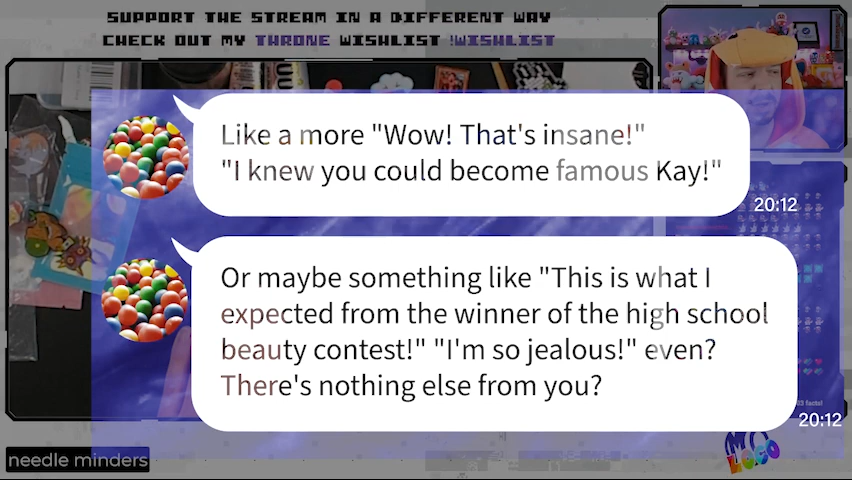 SUPPORT THE STREAM IN A DIFFERENT WAY
CHECK OUT MY THRONE WISHLIST !WISHLIST
Like a more "Wow! That's insane!"
"I knew you could become famous Kay!"
20:12
Or maybe something like "This is what I
expected from the winner of the high school
beauty contest!" "I'm so jealous!" even?
There's nothing else from you?
20:12
needle minders